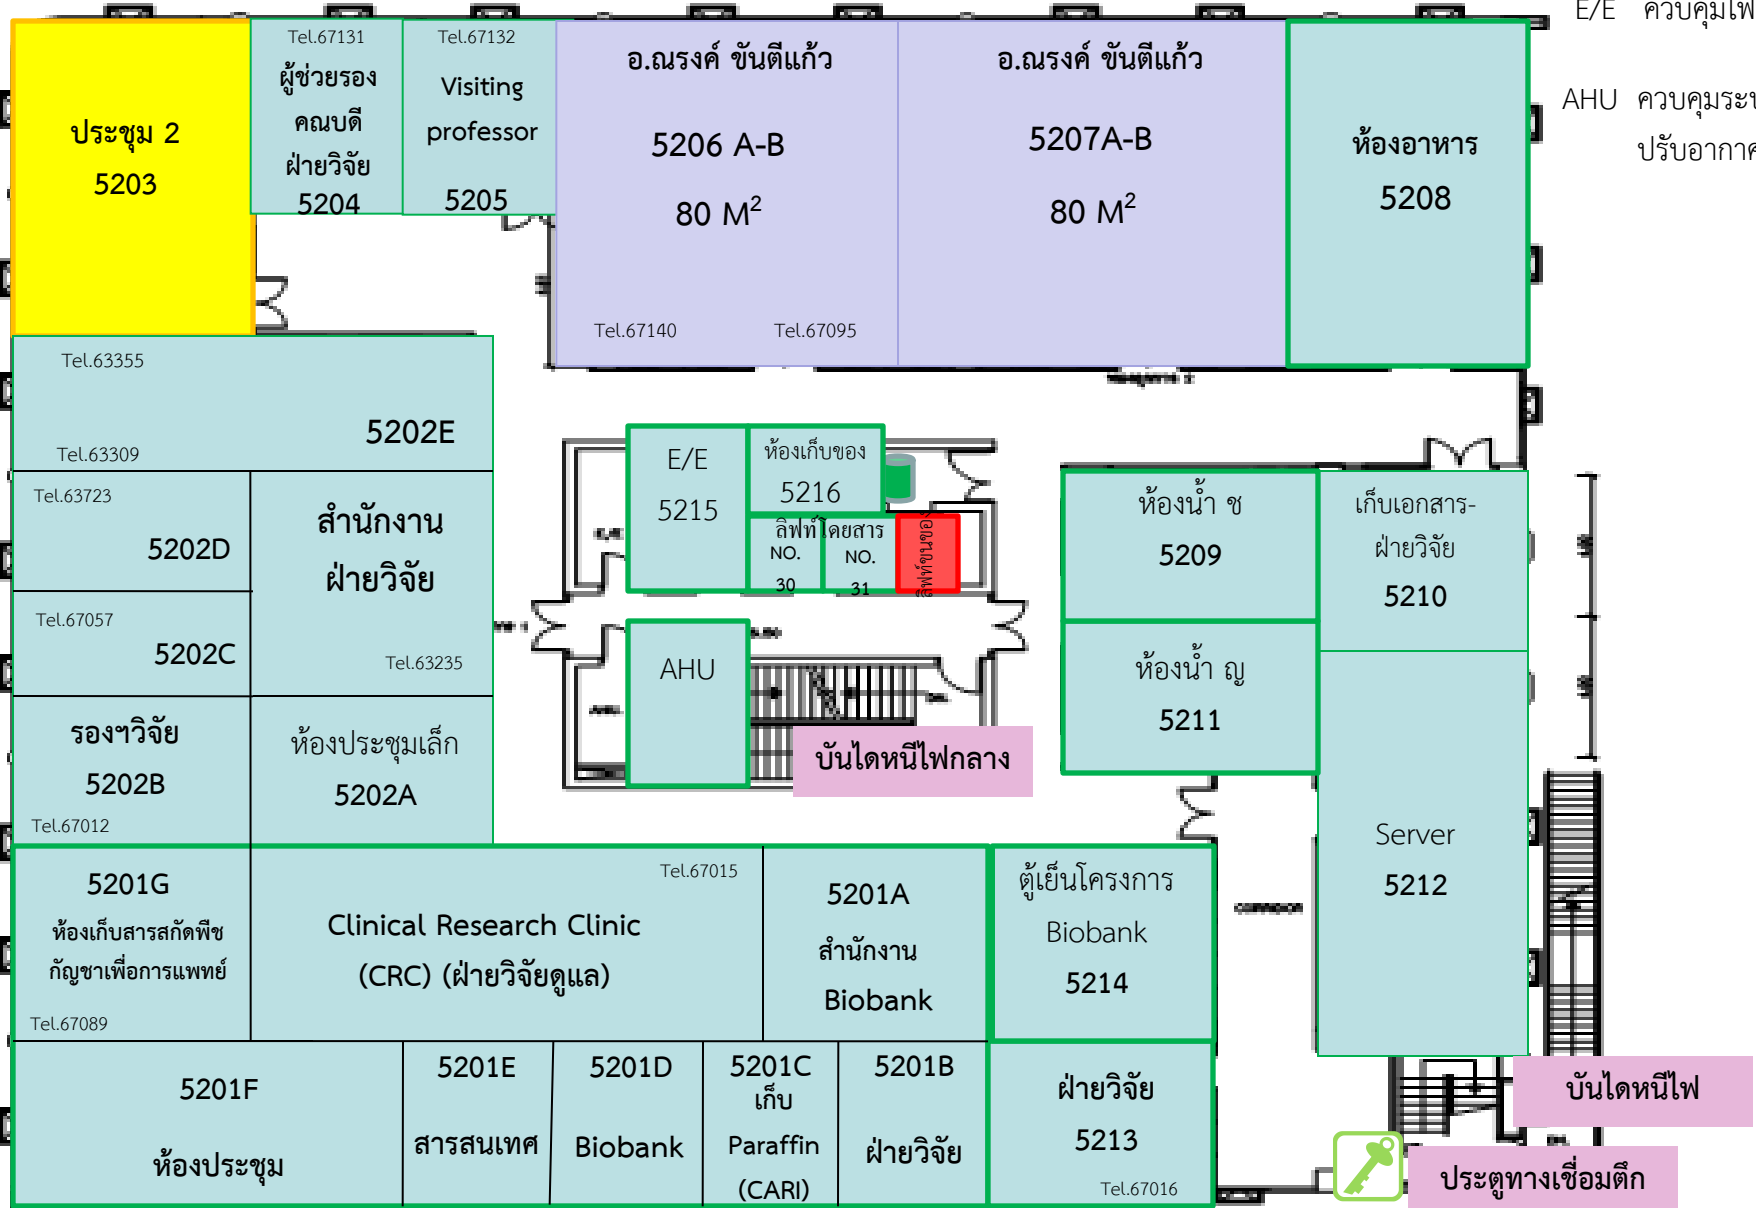 E/E ควบคุมไฟ
AHU ควบคุมระบ
ปรับอากาศ
ประชุม 2
5203
Tel.67131
ผู้ช่วยรอง
คณบดี
ฝ่ายวิจัย
5204
Tel.67132
Visiting
professor
5205
อ.ณรงค์ ขันตีแก้ว
5206 A-B
80 M²
Tel.67140
Tel.67095
อ.ณรงค์ ขันตีแก้ว
5207A-B
80 M²
ห้องอาหาร
5208
Tel.63355
5202E
Tel.63309
Tel.63723
5202D
สำนักงาน
ฝ่ายวิจัย
Tel.63235
Tel.67057
5202C
รองฯวิจัย
5202B
Tel.67012
ห้องประชุมเล็ก
5202A
E/E
5215
ห้องเก็บของ
5216
ลิฟท์โดยสาร
NO.
30
NO.
31
ลิฟท์ขนของ
E/E
AHU
AHU
บันไดหนีไฟกลาง
ห้องน้ำ ช
5209
เก็บเอกสาร-
ฝ่ายวิจัย
5210
ห้องน้ำ ญ
5211
Server
5212
5201G
ห้องเก็บสารสกัดพืช
กัญชาเพื่อการแพทย์
Tel.67089
Tel.67015
Clinical Research Clinic
(CRC) (ฝ่ายวิจัยดูแล)
5201A
สำนักงาน
Biobank
ตู้เย็นโครงการ
Biobank
5214
CORRIDOR
5201F
ห้องประชุม
5201E
สารสนเทศ
5201D
Biobank
5201C
เก็บ
Paraffin
(CARI)
5201B
ฝ่ายวิจัย
ฝ่ายวิจัย
5213
Tel.67016
บันไดหนีไฟ
ประตูทางเชื่อมตึก